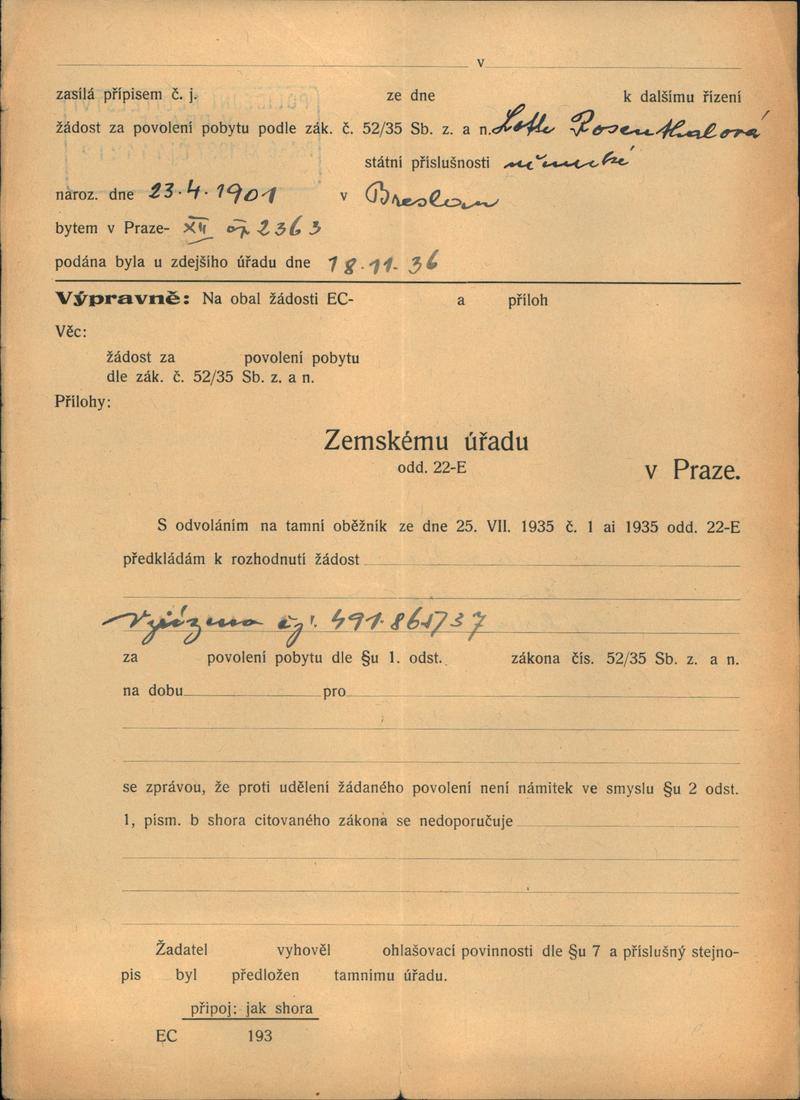 v
zasílá přípisem č. j. ze dne k dalšímu řízení
žádost za povolení pobytu podle zák. č. 52/35 Sb. z. a n. Lotte Rosenthalová
státní příslušnosti německé
naroz. dne 23.4.1901 v Breslau
bytem v Praze- XII čp. 2363
podána byla u zdejšího úřadu dne 18.11.36
Výpravně: Na obal žádosti EC- a příloh
Věc:
žádost za povolení pobytu
dle zák. č. 52/35 Sb. z. a n.
Přílohy:
Zemskému úřadu
odd. 22-E
v Praze.
S odvoláním na tamní oběžník ze dne 25. VII. 1935 č. 1 ai 1935 odd. 22-E
předkládám k rozhodnutí žádost
Vyřízeno čj. 491.865/37
za povolení pobytu dle §u 1. odst. zákona čís. 52/35 Sb. z. a n.
na dobu pro
se zprávou, že proti udělení žádaného povolení není námitek ve smyslu §u 2 odst.
1, písm. b shora citovaného zákona se nedoporučuje
Žadatel vyhověl ohlašovací povinnosti dle §u 7 a příslušný stejno-
pis byl předložen tamnímu úřadu.
připoj: jak shora
EC 193